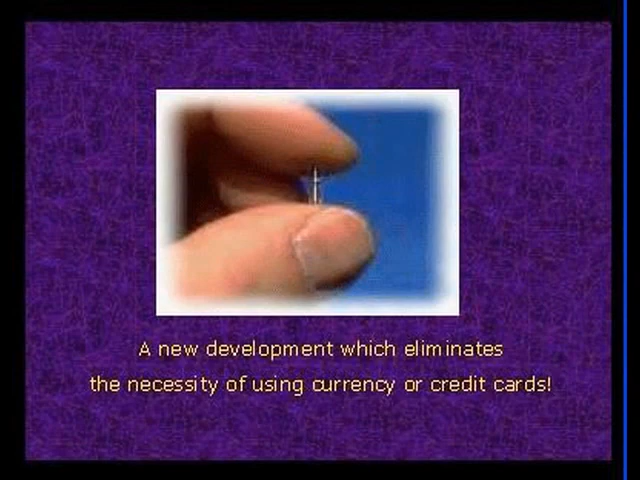 A new development which eliminates
the necessity of using currency or credit cards!